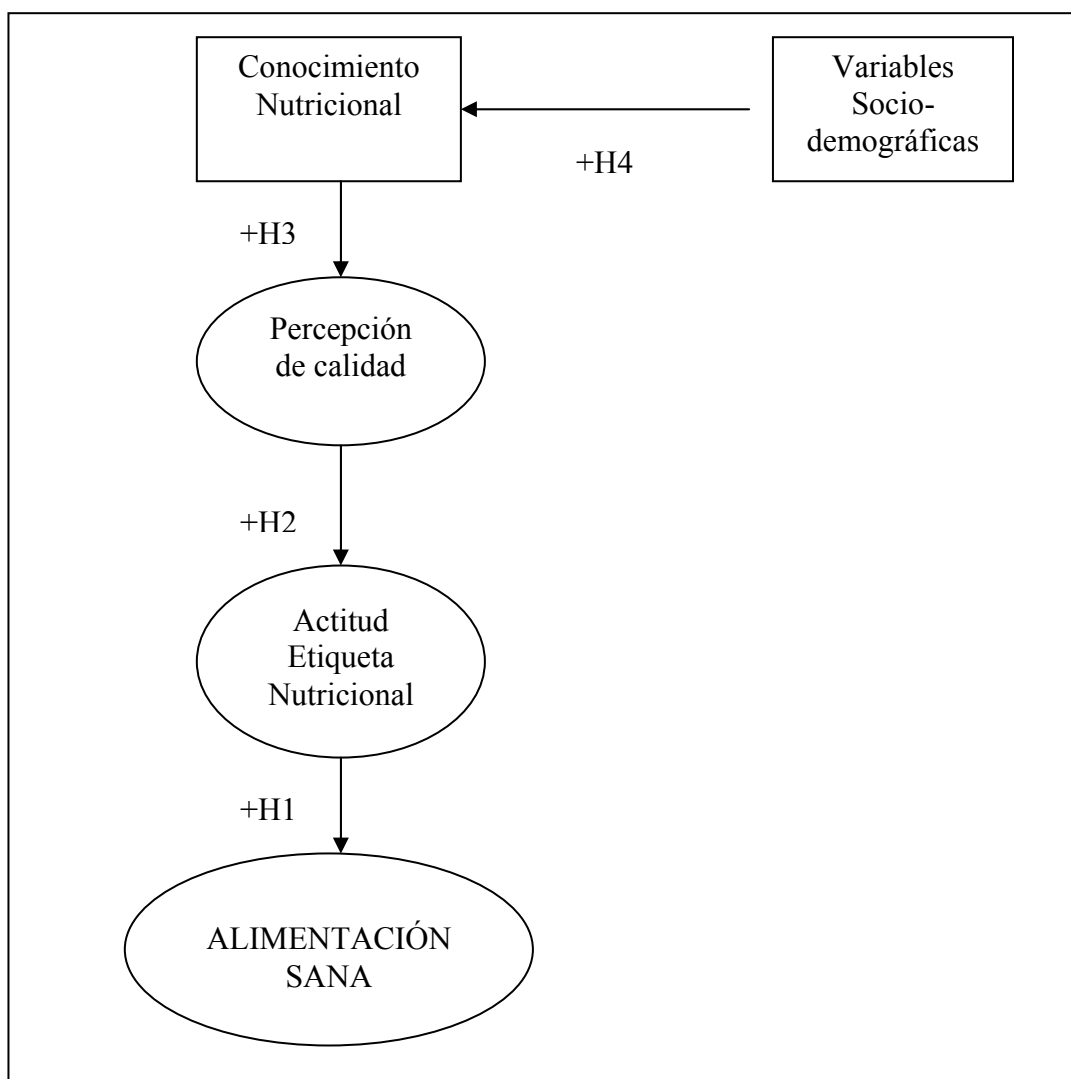 Conocimiento
Nutricional
Variables
Socio-
demográficas
+H4
+H3
Percepción
de calidad
+H2
Actitud
Etiqueta
Nutricional
+H1
ALIMENTACIÓN
SANA